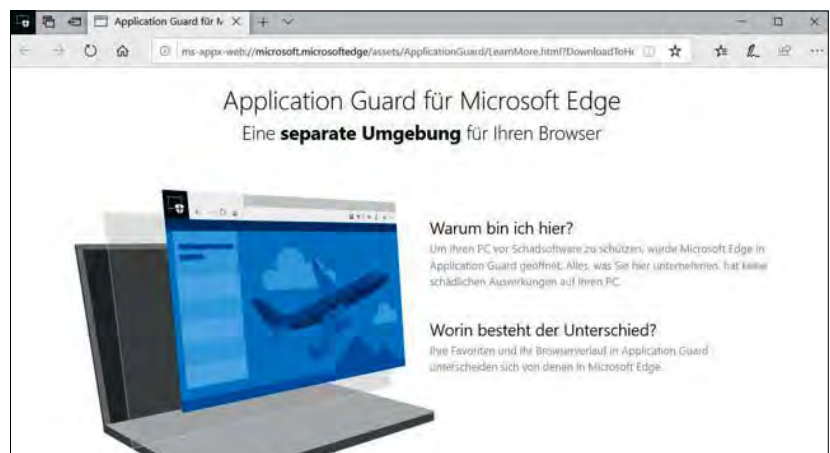 Application Guard für M
ms-appx-web://microsoft.microsoftedge/assets/ApplicationGuard/LearnMore.html?DownloadToHo
Application Guard für Microsoft Edge
Eine separate Umgebung für Ihren Browser
Warum bin ich hier?
Um Ihren PC vor Schadsoftware zu schützen, wurde Microsoft Edge in
Application Guard geöffnet. Alles, was Sie hier unternehmen, hat keine
schädlichen Auswirkungen auf Ihren PC.
Worin besteht der Unterschied?
Ihre Favoriten und Ihr Browserverlauf in Application Guard
unterscheiden sich von denen in Microsoft Edge.